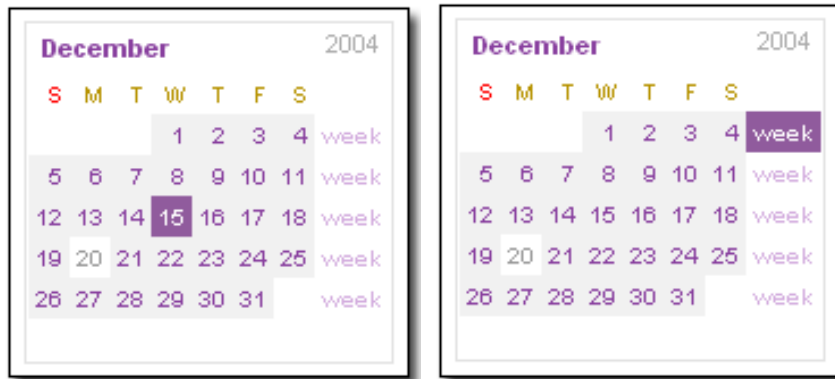 December 2004
S M T W T F S
1 2 3 4 week
5 6 7 8 9 10 11 week
12 13 14 15 16 17 18 week
19 20 21 22 23 24 25 week
26 27 28 29 30 31 week
December 2004
S M T W T F S
1 2 3 4 week
5 6 7 8 9 10 11 week
12 13 14 15 16 17 18 week
19 20 21 22 23 24 25 week
26 27 28 29 30 31 week